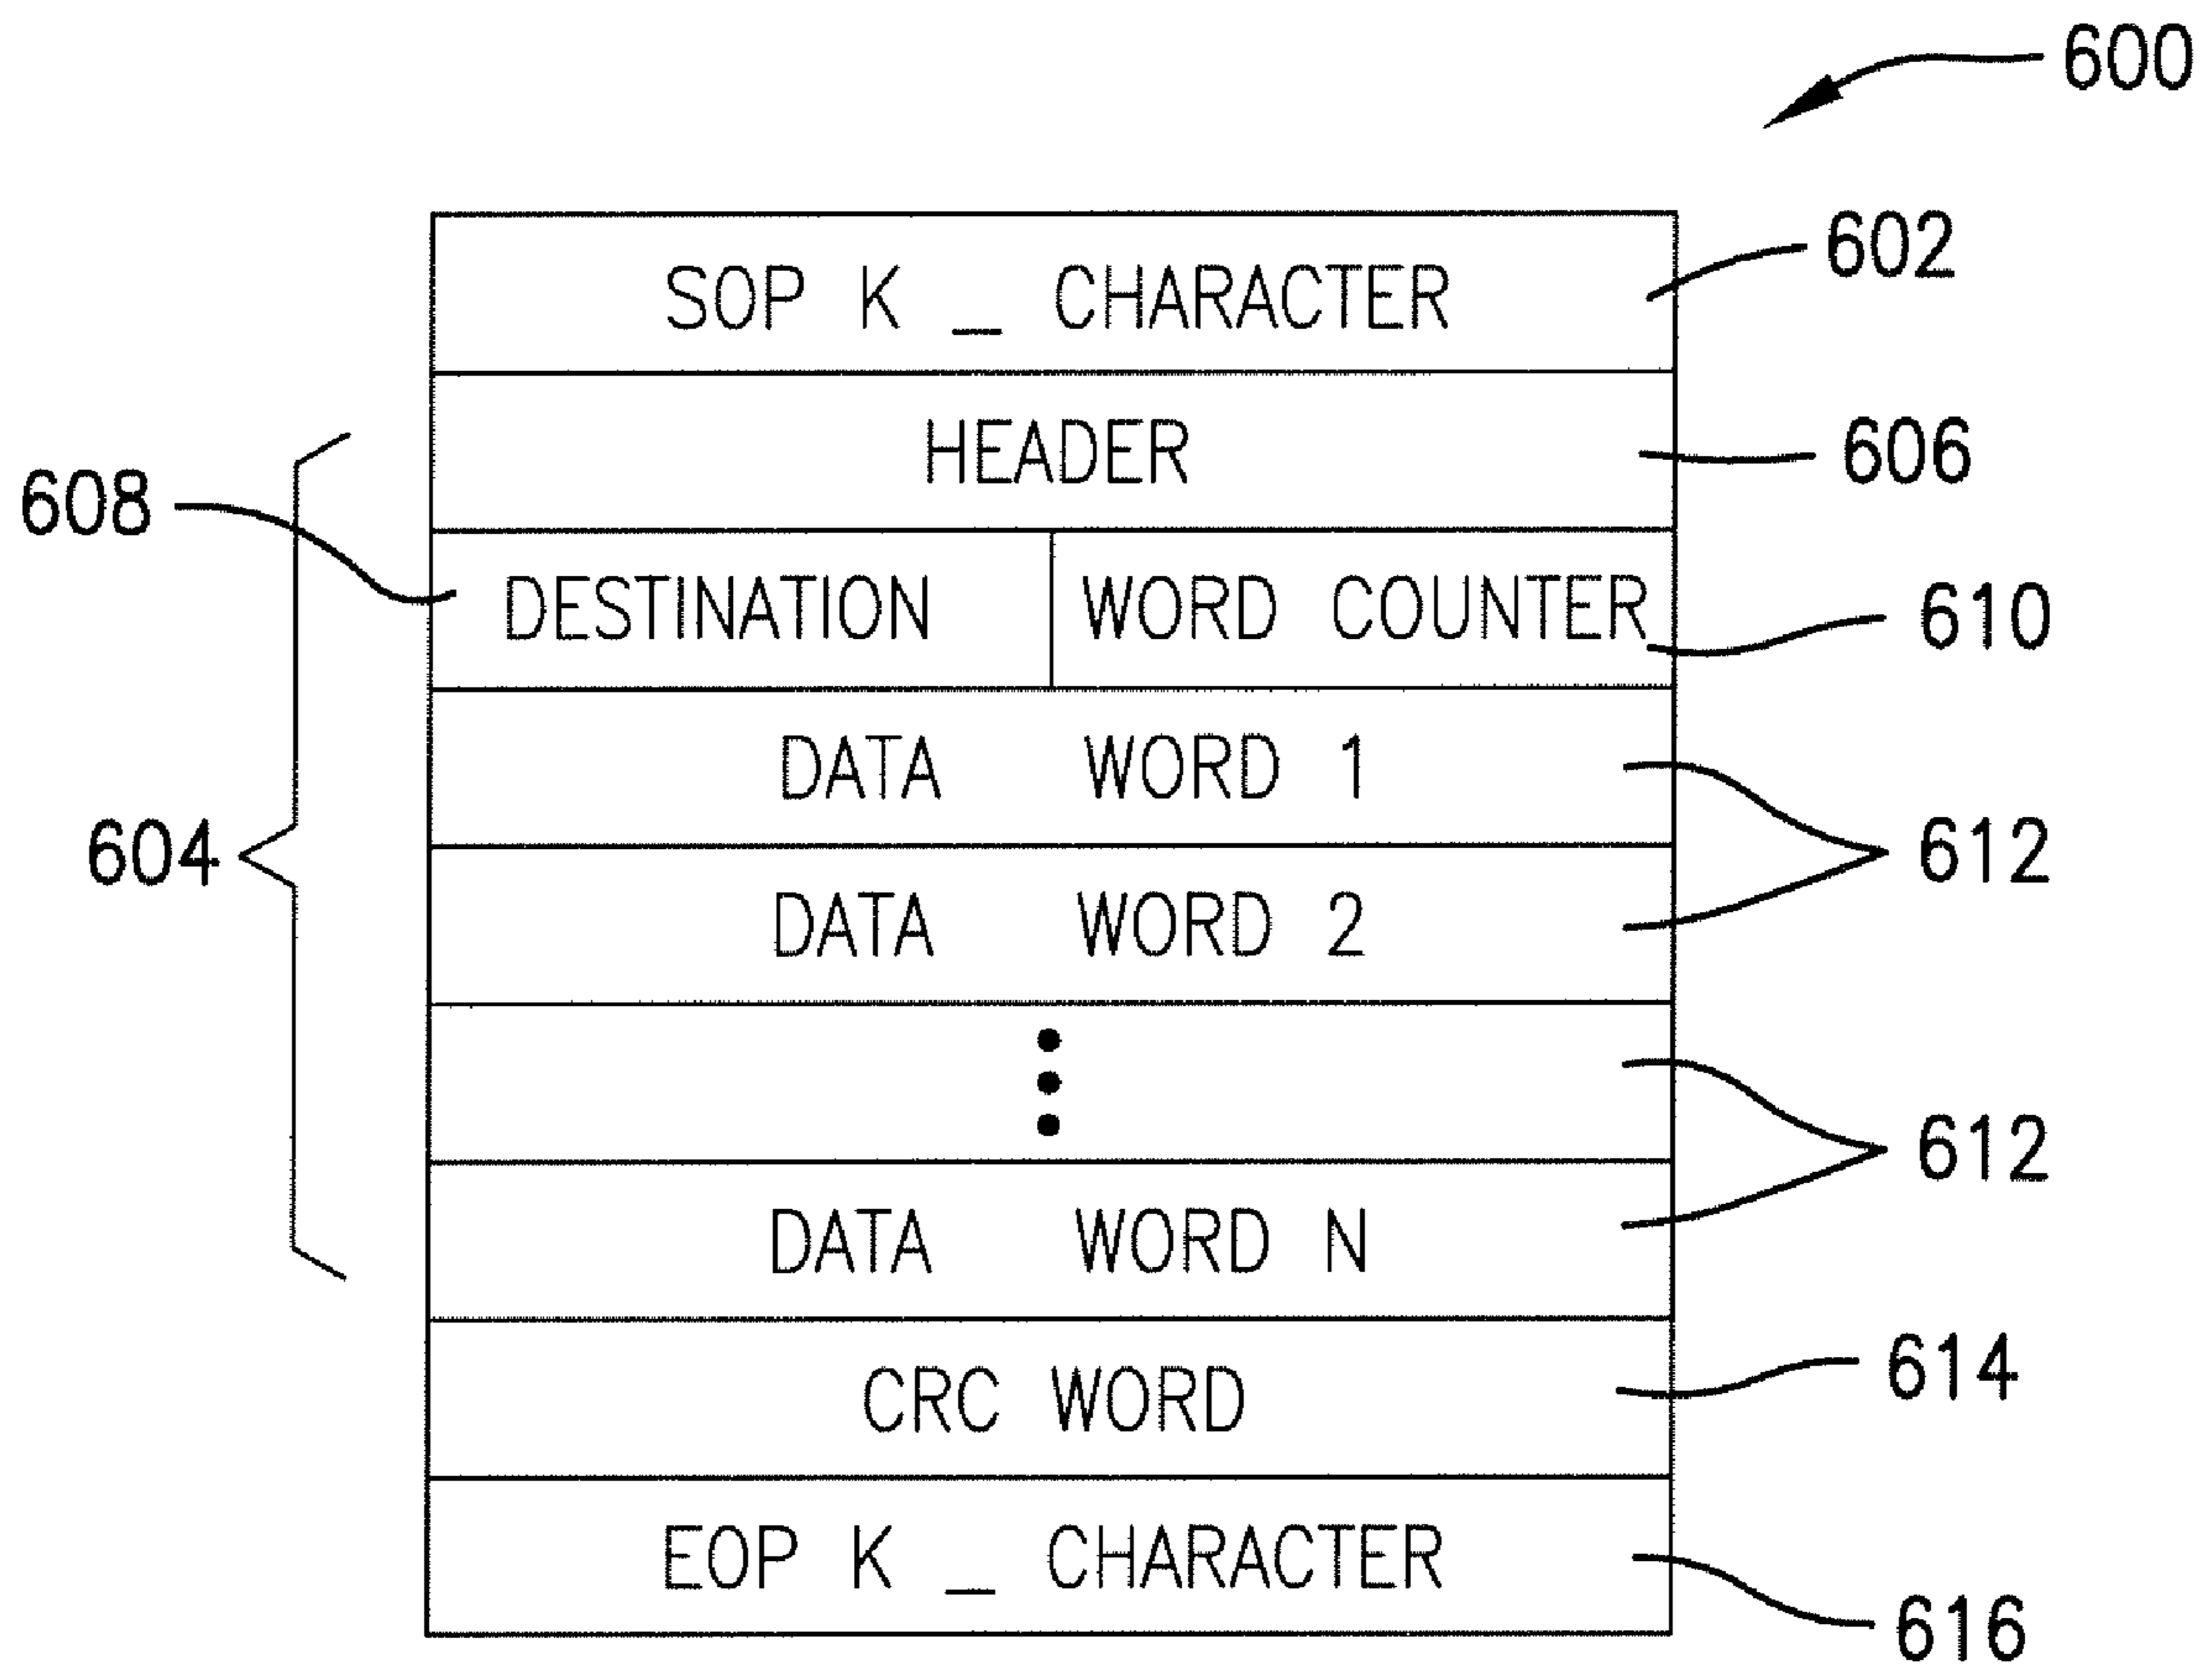 600
SOP K _ CHARACTER 602
HEADER 606
608 DESTINATION WORD COUNTER 610
DATA WORD 1
604 612
DATA WORD 2
612
DATA WORD N
CRC WORD 614
EOP K _ CHARACTER 616